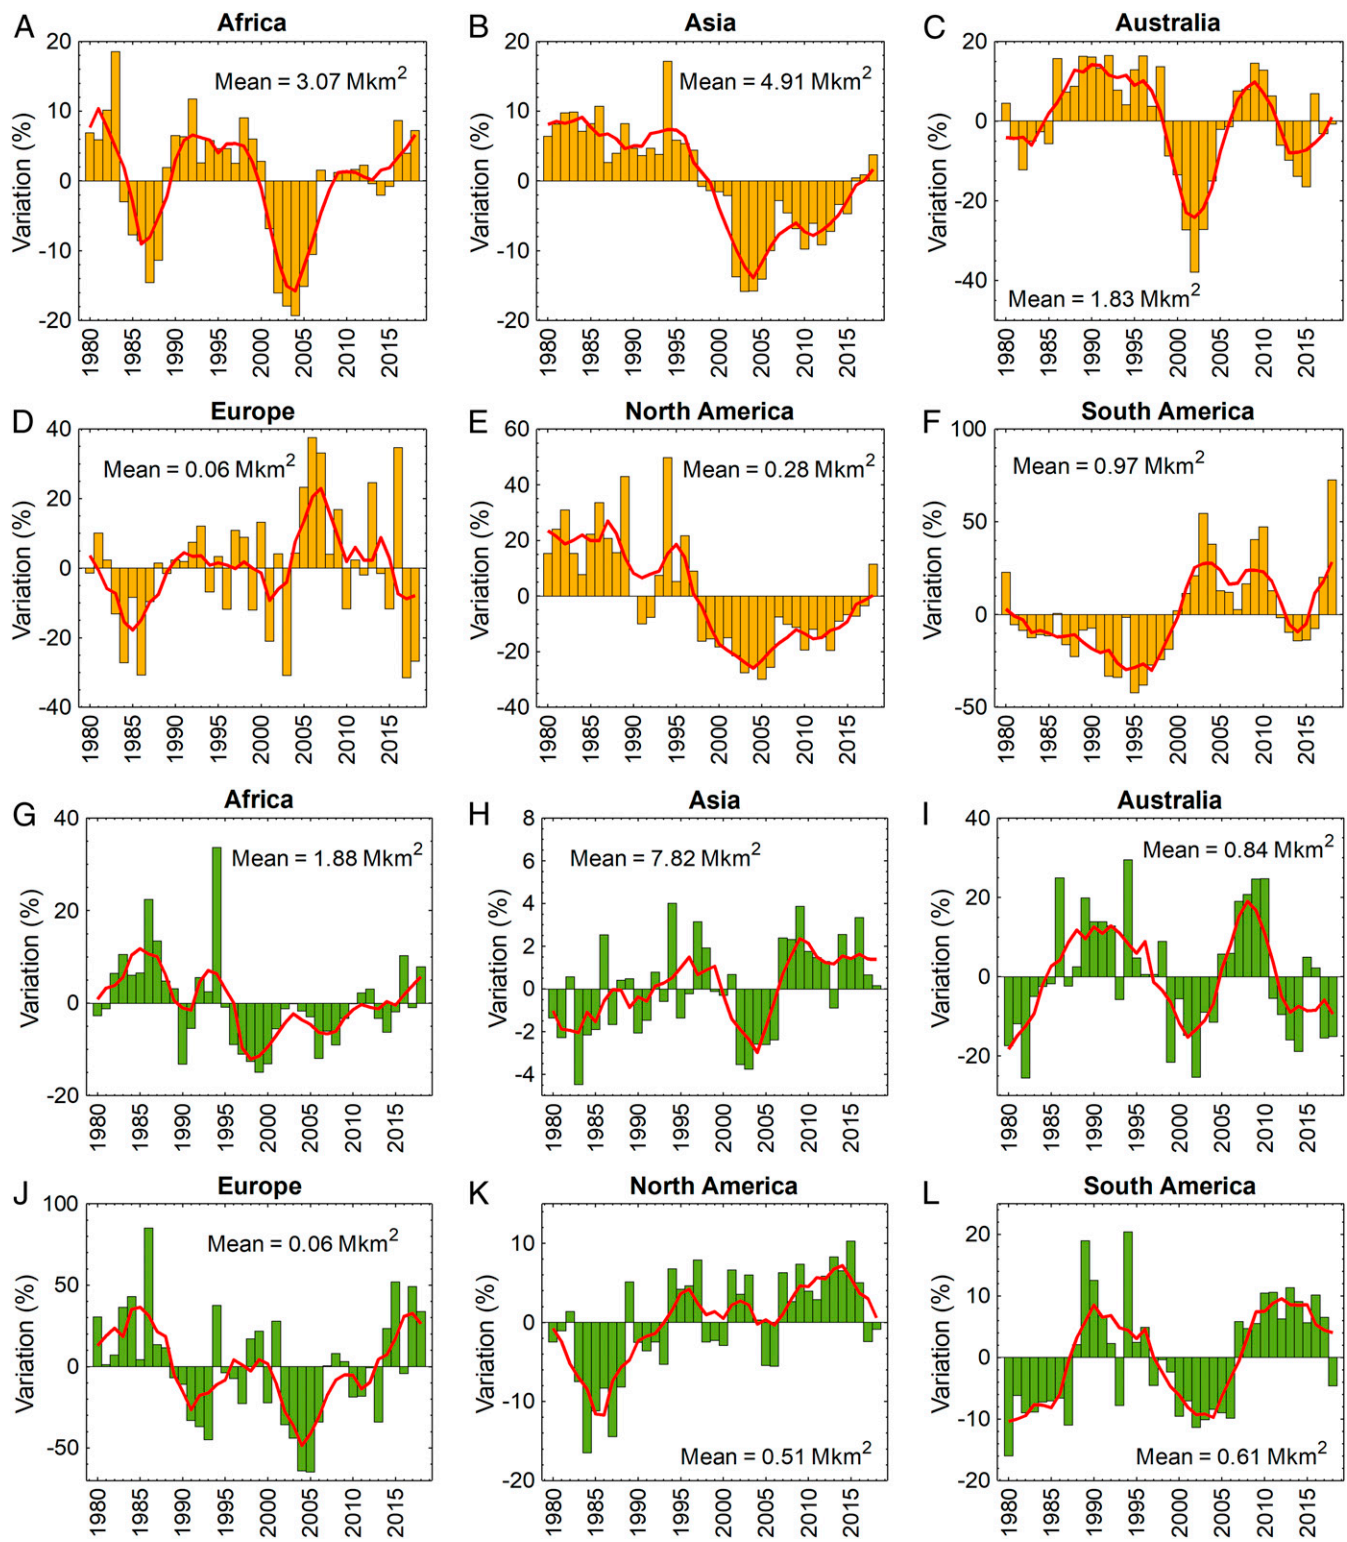 A Africa
Variation (%)
20
10
0
-10
-20
Mean = 3.07 Mkm2
1980 1985 1990 1995 2000 2005 2010 2015
B Asia
Variation (%)
20
10
0
-10
-20
Mean = 4.91 Mkm2
1980 1985 1990 1995 2000 2005 2010 2015
C Australia
Variation (%)
20
0
-20
-40
Mean = 1.83 Mkm2
1980 1985 1990 1995 2000 2005 2010 2015
D Europe
Variation (%)
40
20
0
-20
-40
Mean = 0.06 Mkm2
1980 1985 1990 1995 2000 2005 2010 2015
E North America
Variation (%)
60
40
20
0
-20
-40
Mean = 0.28 Mkm2
1980 1985 1990 1995 2000 2005 2010 2015
F South America
Variation (%)
100
50
0
-50
Mean = 0.97 Mkm2
1980 1985 1990 1995 2000 2005 2010 2015
G Africa
Variation (%)
40
20
0
-20
Mean = 1.88 Mkm2
1980 1985 1990 1995 2000 2005 2010 2015
H Asia
Variation (%)
8
6
4
2
0
-2
-4
Mean = 7.82 Mkm2
1980 1985 1990 1995 2000 2005 2010 2015
I Australia
Variation (%)
40
20
0
-20
Mean = 0.84 Mkm2
1980 1985 1990 1995 2000 2005 2010 2015
J Europe
Variation (%)
100
50
0
-50
Mean = 0.06 Mkm2
1980 1985 1990 1995 2000 2005 2010 2015
K North America
Variation (%)
10
0
-10
-20
Mean = 0.51 Mkm2
1980 1985 1990 1995 2000 2005 2010 2015
L South America
Variation (%)
20
10
0
-10
-20
Mean = 0.61 Mkm2
1980 1985 1990 1995 2000 2005 2010 2015